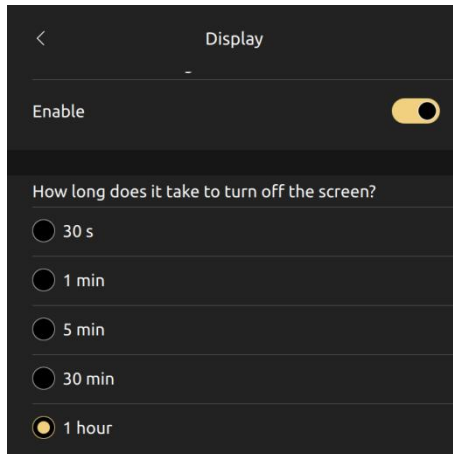 Display
Enable
How long does it take to turn off the screen?
30 s
1 min
5 min
30 min
1 hour